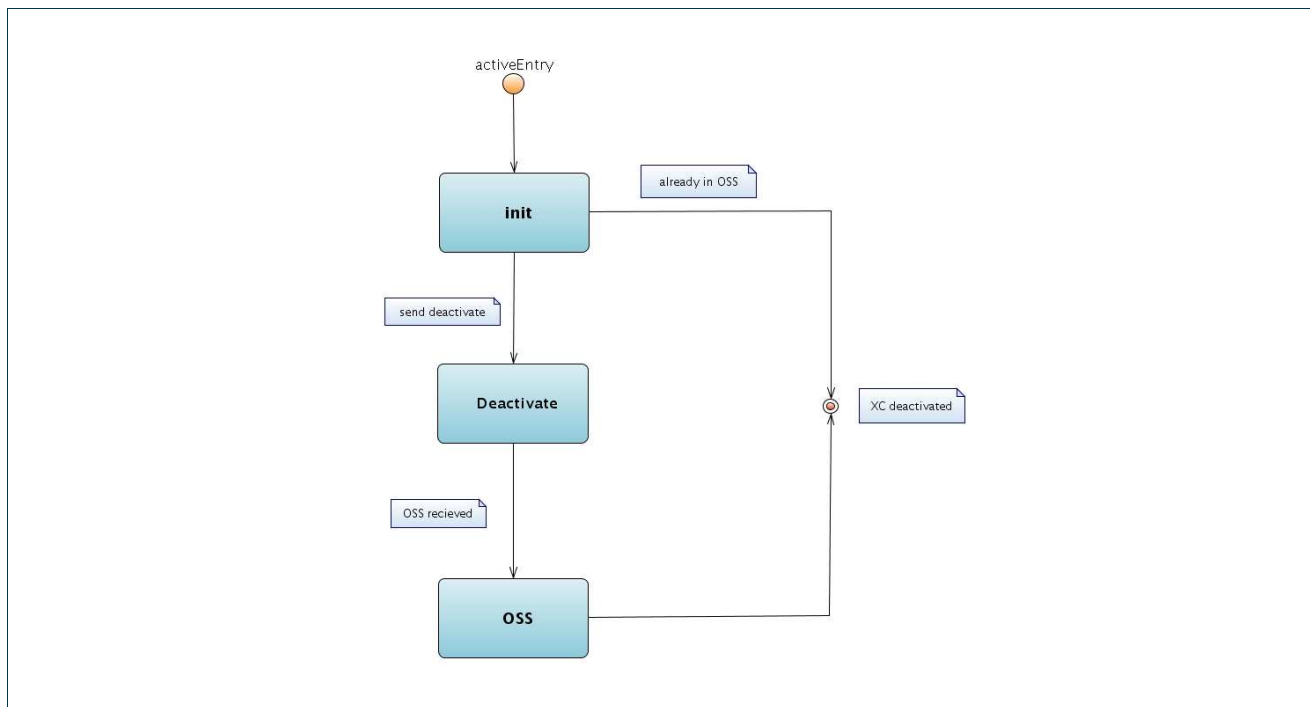 activeEntry
already in OSS
init
send deactivate
Deactivate
XC deactivated
OSS recieved
OSS